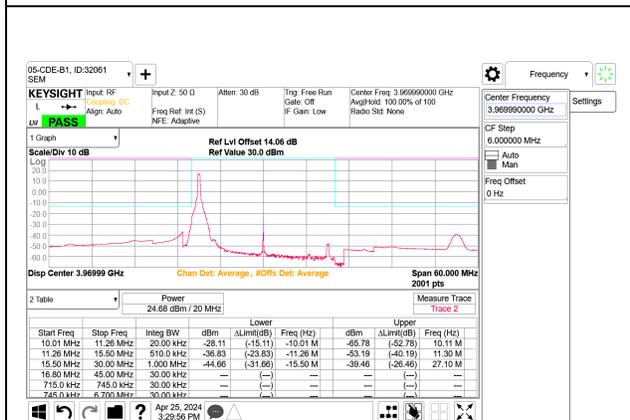 05-CDE-B1, ID:32061
SEM
+
Frequency
KEYSIGHT Input: RF Input Z: 50 Ω Atten: 30 dB Trig: Free Run Center Freq: 3.969990000 GHz
L Coupling: DC Gate: Off Avg|Hold: 100.00% of 100
Align: Auto Freq Ref: Int (S) IF Gain: Low Radio Std: None
LXI PASS NFE: Adaptive
Center Frequency
3.969990000 GHz
Settings
CF Step
6.000000 MHz
Auto
Man
Freq Offset
0 Hz
1 Graph
Ref Lvl Offset 14.06 dB
Scale/Div 10 dB Ref Value 30.0 dBm
Log
20.0
10.0
0.00
-10.0
-20.0
-30.0
-40.0
-50.0
-60.0
Disp Center 3.96999 GHz Chan Det: Average, #Offs Det: Average Span 60.000 MHz
2001 pts
2 Table Power Measure Trace
24.68 dBm / 20 MHz Trace 2
Lower Upper
Start Freq Stop Freq Integ BW dBm ΔLimit(dB) Freq (Hz) dBm ΔLimit(dB) Freq (Hz)
10.01 MHz 11.26 MHz 20.00 kHz -28.11 (-15.11) -10.01 M -65.78 (-52.78) 10.11 M
11.26 MHz 15.50 MHz 510.0 kHz -36.83 (-23.83) -11.26 M -53.19 (-40.19) 11.30 M
15.50 MHz 30.00 MHz 1.000 MHz -44.66 (-31.66) -15.50 M -39.46 (-26.46) 27.10 M
16.80 MHz 45.00 MHz 30.00 kHz --- (---) --- --- (---) ---
715.0 kHz 745.0 kHz 30.00 kHz --- (---) --- --- (---) ---
745.0 kHz 6.700 MHz 30.00 kHz --- (---) --- --- (---) ---
? Apr 25, 2024
3:29:56 PM